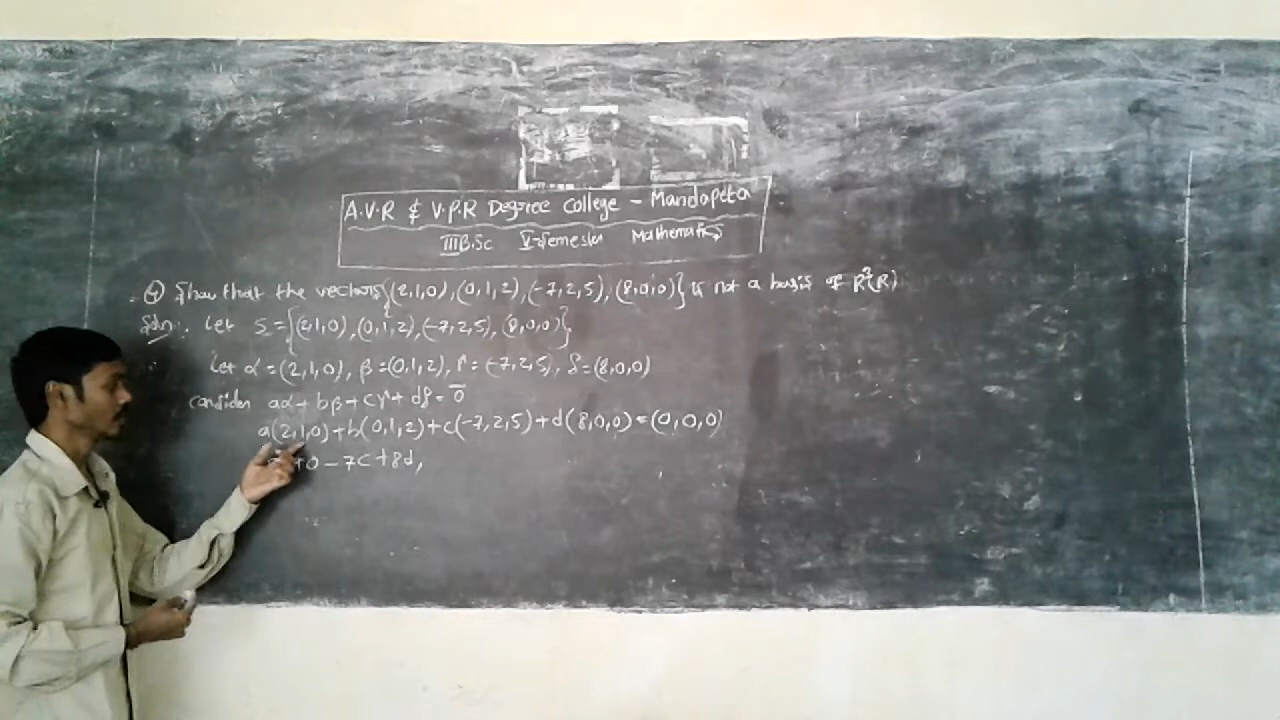 A.V.R & V.P.R Degree College - Mandapeta
III B.Sc V-Semester Mathematics
Show that the vectors {(2,1,0), (0,1,2), (-7,2,5), (8,0,0)} is not a basis of R³(R)
Soln:- Let S = {(2,1,0), (0,1,2), (-7,2,5), (8,0,0)}
Let α = (2,1,0), β = (0,1,2), γ = (-7,2,5), δ = (8,0,0)
consider aα + bβ + cγ + dδ = 0̄
a(2,1,0) + b(0,1,2) + c(-7,2,5) + d(8,0,0) = (0,0,0)
+0 - 7c + 8d,